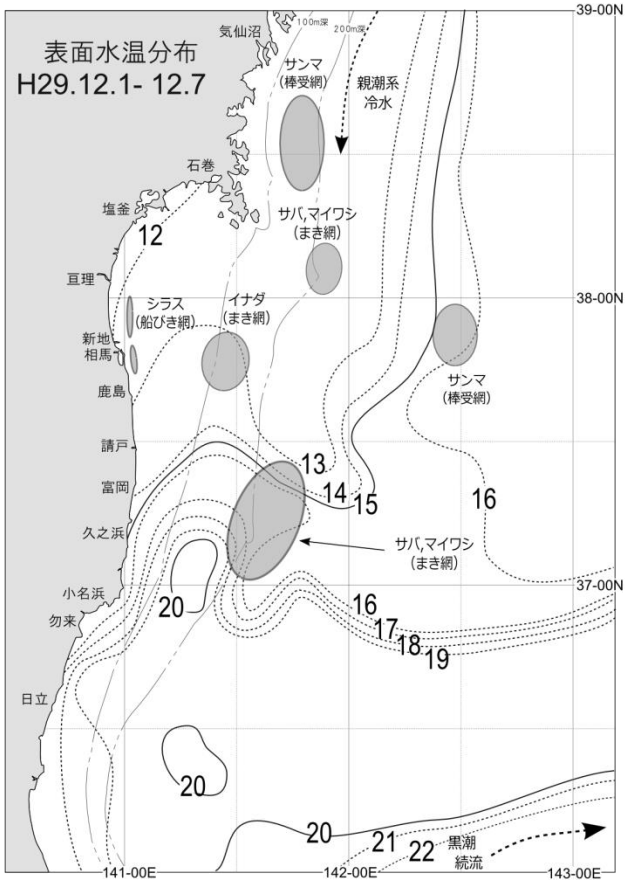 39-00N
気仙沼
100m深
200m深
表面水温分布
H29.12.1- 12.7
サンマ
(棒受網)
親潮系
冷水
石巻
塩釜
サバ,マイワシ
(まき網)
12
亘理
38-00N
シラス
(船びき網)
イナダ
(まき網)
新地
相馬
サンマ
(棒受網)
鹿島
請戸
13
14
15
16
富岡
久之浜
サバ,マイワシ
(まき網)
37-00N
小名浜
20
16
勿来
17
18
19
日立
20
20
21
22
黒潮
続流
141-00E
142-00E
143-00E